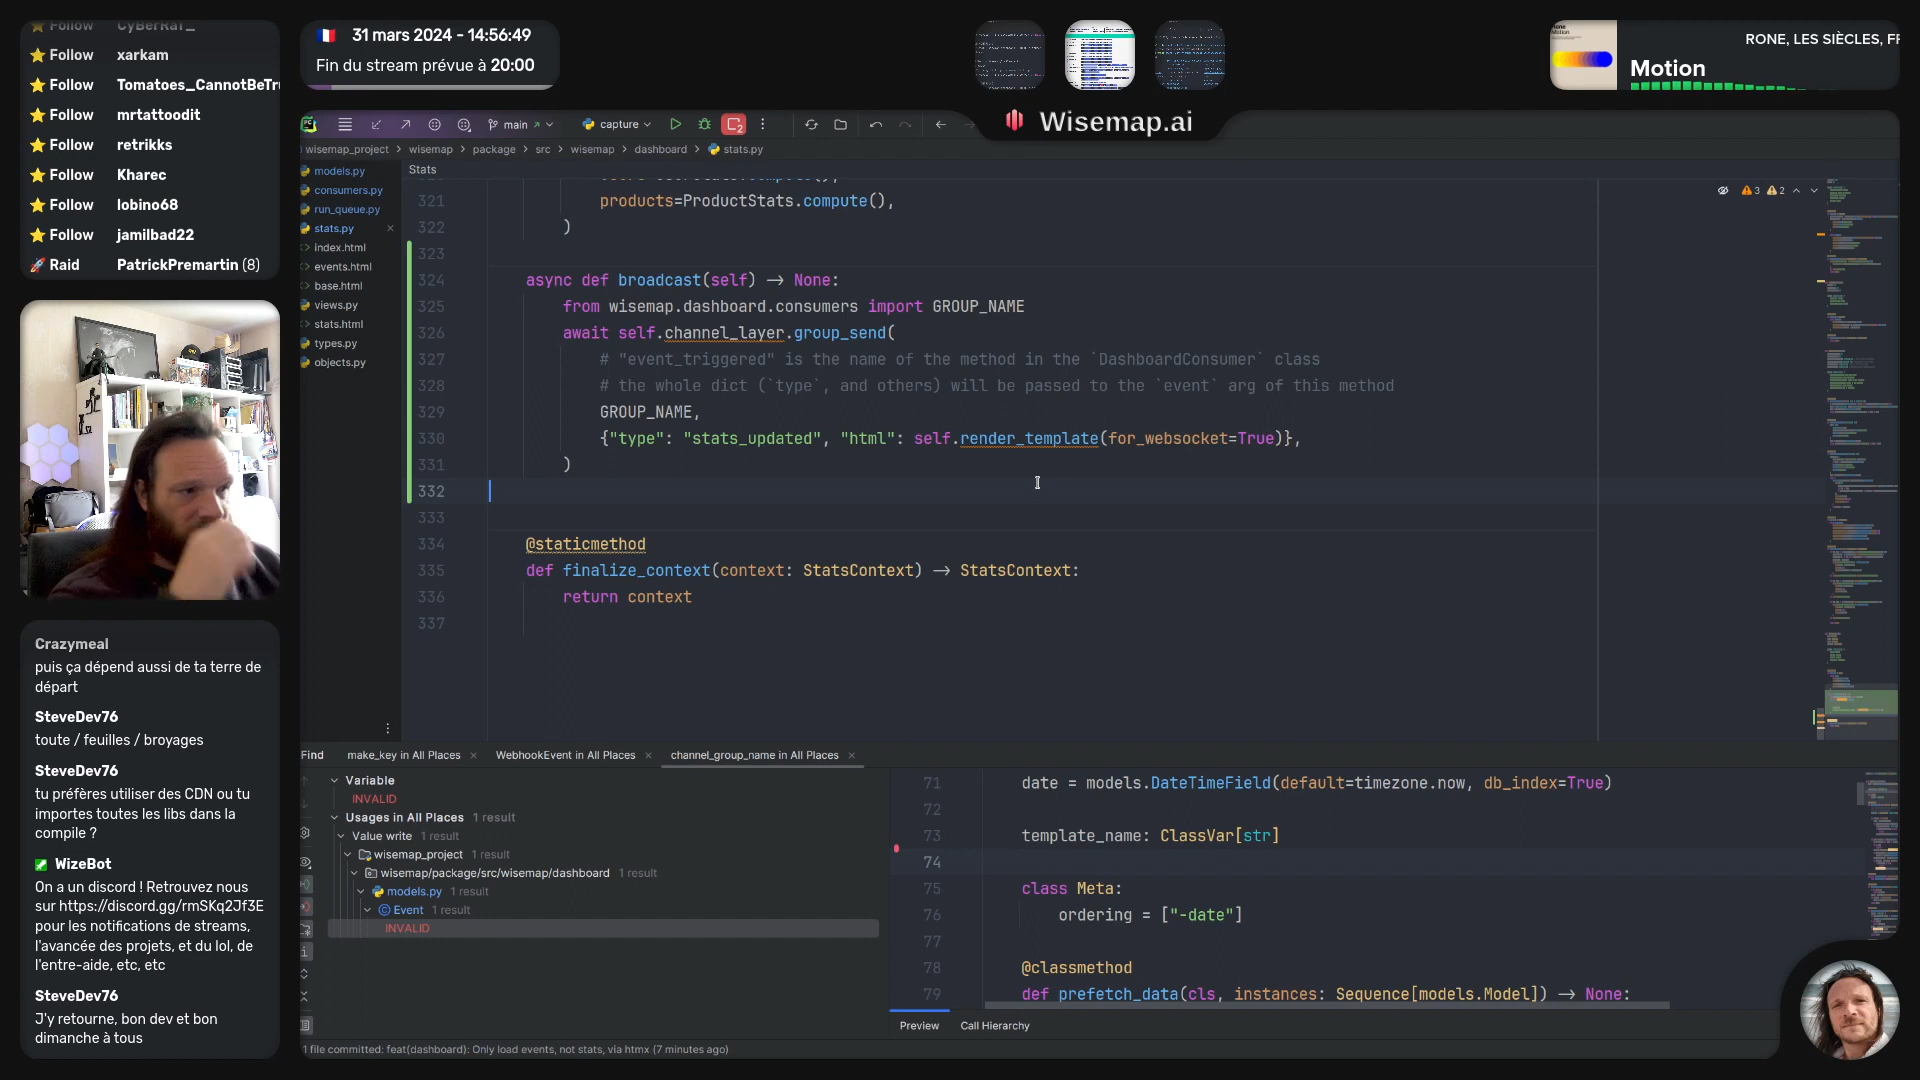 Follow CyBerRaT_
Follow xarkam
Follow Tomatoes_CannotBeTr
Follow mrtattoodit
Follow retrikks
Follow Kharec
Follow lobino68
Follow jamilbad22
Raid PatrickPremartin (8)
31 mars 2024 - 14:56:49
Fin du stream prévue à 20:00
RONE, LES SIÈCLES, FR
Motion
Wisemap.ai
main
capture
wisemap_project > wisemap > package > src > wisemap > dashboard > stats.py
models.py
consumers.py
run_queue.py
stats.py
index.html
events.html
base.html
views.py
stats.html
types.py
objects.py
Stats
3 2
321 products=ProductStats.compute(),
322 )
323
324 async def broadcast(self) -> None:
325 from wisemap.dashboard.consumers import GROUP_NAME
326 await self.channel_layer.group_send(
327 # "event_triggered" is the name of the method in the `DashboardConsumer` class
328 # the whole dict (`type`, and others) will be passed to the `event` arg of this method
329 GROUP_NAME,
330 {"type": "stats_updated", "html": self.render_template(for_websocket=True)},
331 )
332
333
334 @staticmethod
335 def finalize_context(context: StatsContext) -> StatsContext:
336 return context
337
Crazymeal
puis ça dépend aussi de ta terre de
départ
SteveDev76
toute / feuilles / broyages
SteveDev76
tu préfères utiliser des CDN ou tu
importes toutes les libs dans la
compile ?
WizeBot
On a un discord ! Retrouvez nous
sur https://discord.gg/rmSKq2Jf3E
pour les notifications de streams,
l'avancée des projets, et du lol, de
l'entre-aide, etc, etc
SteveDev76
J'y retourne, bon dev et bon
dimanche à tous
Find make_key in All Places WebhookEvent in All Places channel_group_name in All Places
Variable
INVALID
Usages in All Places 1 result
Value write 1 result
wisemap_project 1 result
wisemap/package/src/wisemap/dashboard 1 result
models.py 1 result
Event 1 result
INVALID
71 date = models.DateTimeField(default=timezone.now, db_index=True)
72
73 template_name: ClassVar[str]
74
75 class Meta:
76 ordering = ["-date"]
77
78 @classmethod
79 def prefetch_data(cls, instances: Sequence[models.Model]) -> None:
Preview Call Hierarchy
1 file committed: feat(dashboard): Only load events, not stats, via htmx (7 minutes ago)